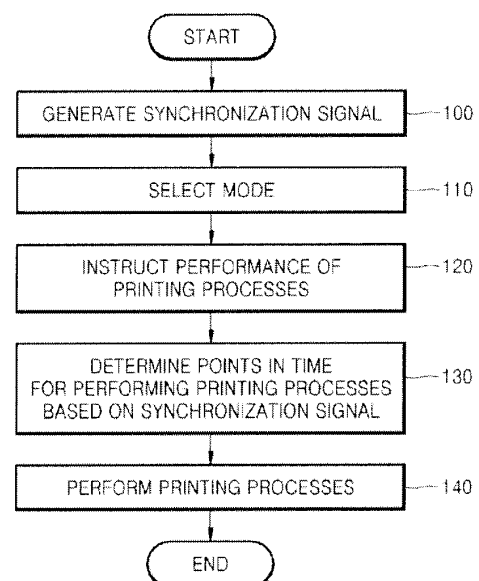 START
GENERATE SYNCHRONIZATION SIGNAL 100
SELECT MODE 110
INSTRUCT PERFORMANCE OF
PRINTING PROCESSES 120
DETERMINE POINTS IN TIME
FOR PERFORMING PRINTING PROCESSES 130
BASED ON SYNCHRONIZATION SIGNAL
PERFORM PRINTING PROCESSES 140
END